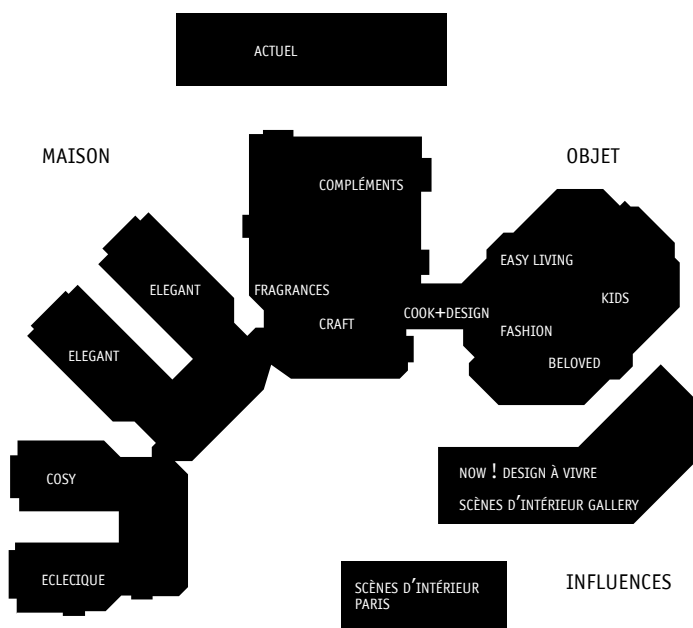 ACTUEL
MAISON
OBJET
COMPLÉMENTS
EASY LIVING
ELEGANT
FRAGRANCES
KIDS
COOK+DESIGN
CRAFT
FASHION
ELEGANT
BELOVED
COSY
NOW ! DESIGN À VIVRE
SCÈNES D'INTÉRIEUR GALLERY
ECLECIQUE
SCÈNES D'INTÉRIEUR
PARIS
INFLUENCES